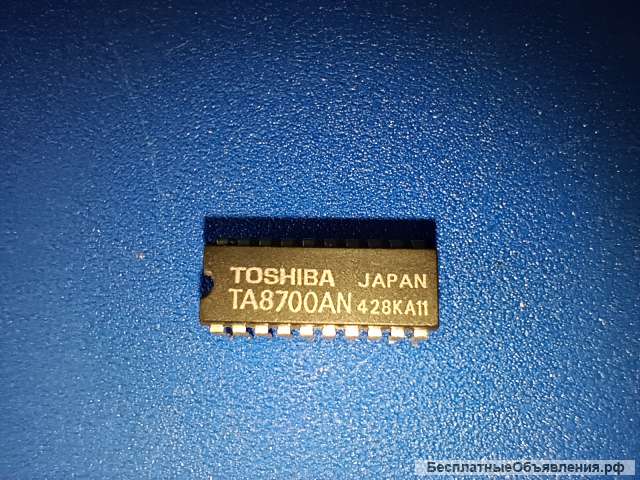 TOSHIBA JAPAN
TA8700AN 428KA11
БесплатныеОбъявления.рф